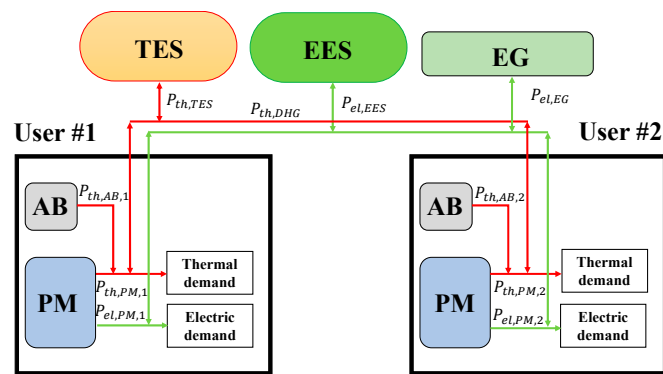 TES
EES
EG
P_{th,TES}
P_{th,DHG}
P_{el,EES}
P_{el,EG}
User #1
User #2
AB
P_{th,AB,1}
PM
P_{th,PM,1}
P_{el,PM,1}
Thermal
demand
Electric
demand
AB
P_{th,AB,2}
PM
P_{th,PM,2}
P_{el,PM,2}
Thermal
demand
Electric
demand